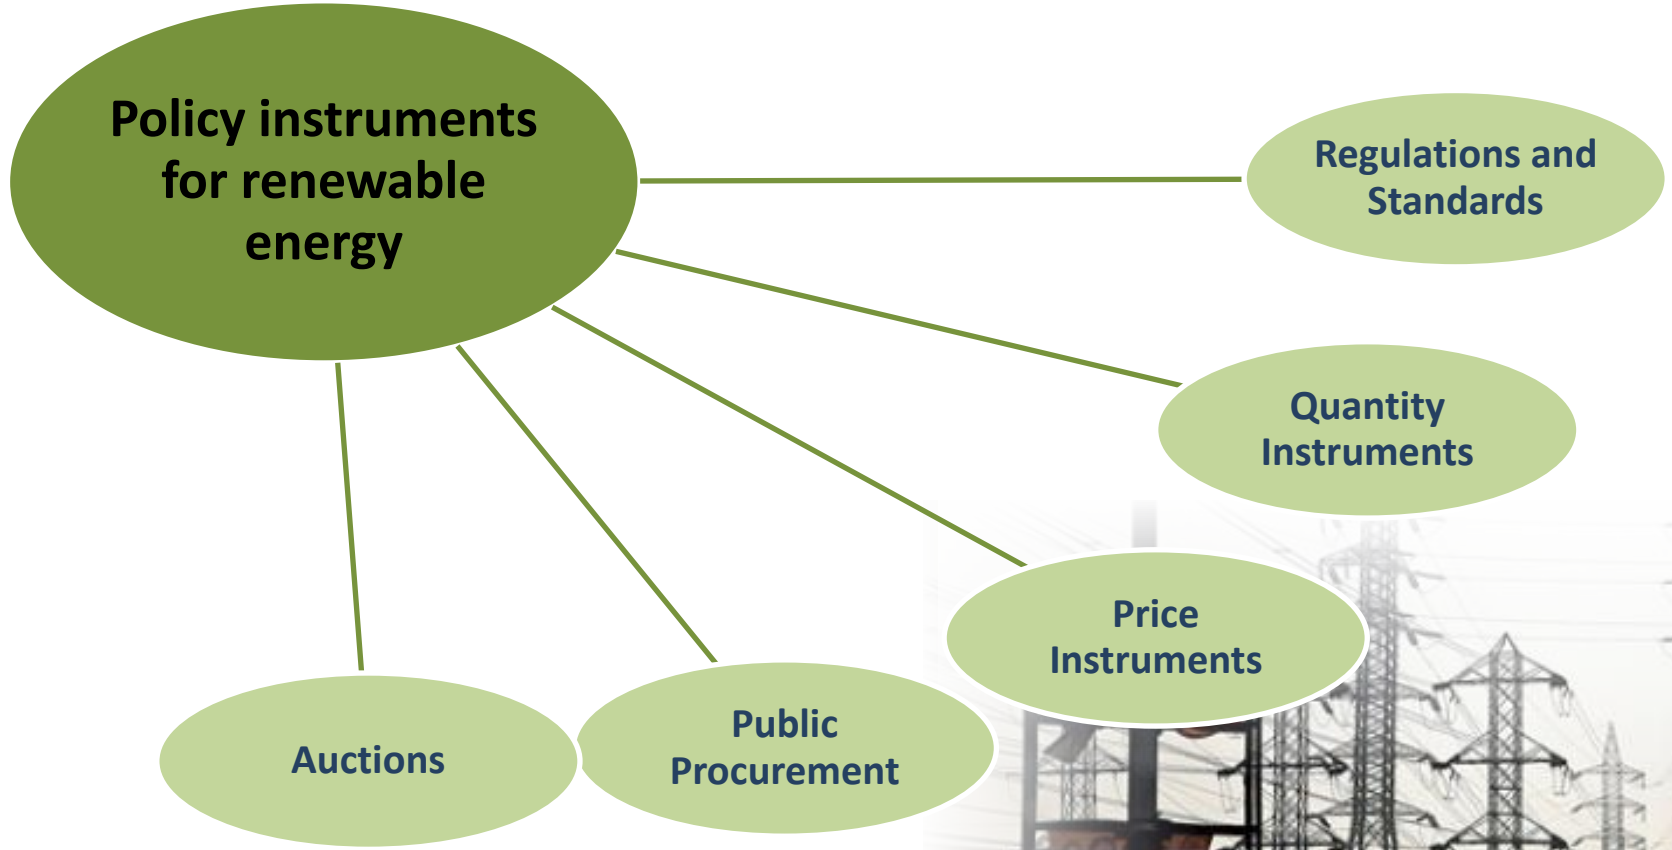 Policy instruments
for renewable
energy
Regulations and
Standards
Quantity
Instruments
Price
Instruments
Public
Procurement
Auctions